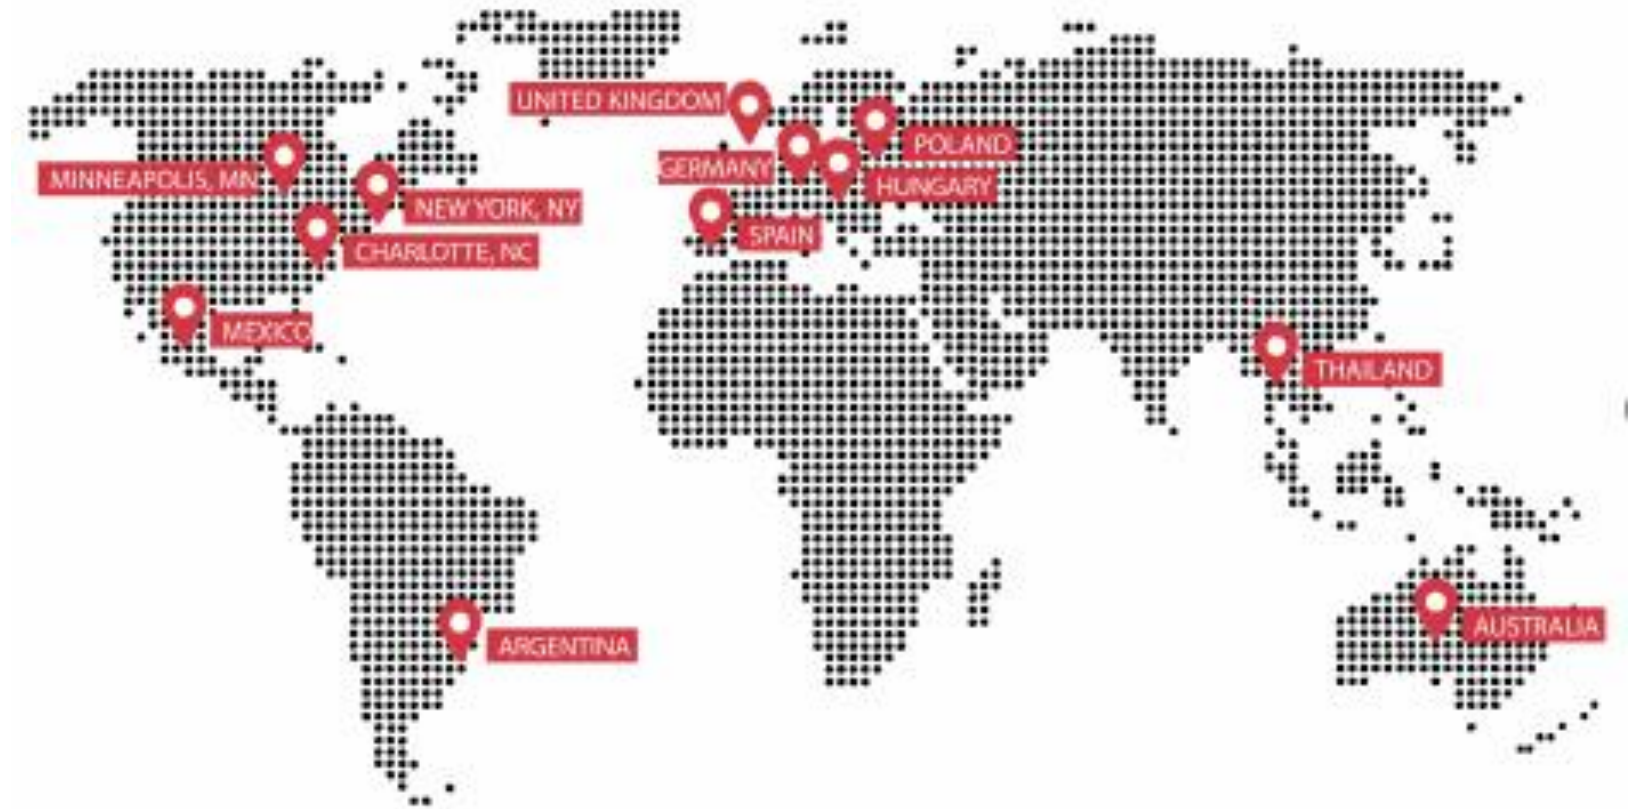 UNITED KINGDOM
POLAND
GERMANY
MINNEAPOLIS, MN
HUNGARY
NEW YORK, NY
SPAIN
CHARLOTTE, NC
MEXICO
THAILAND
AUSTRALIA
ARGENTINA